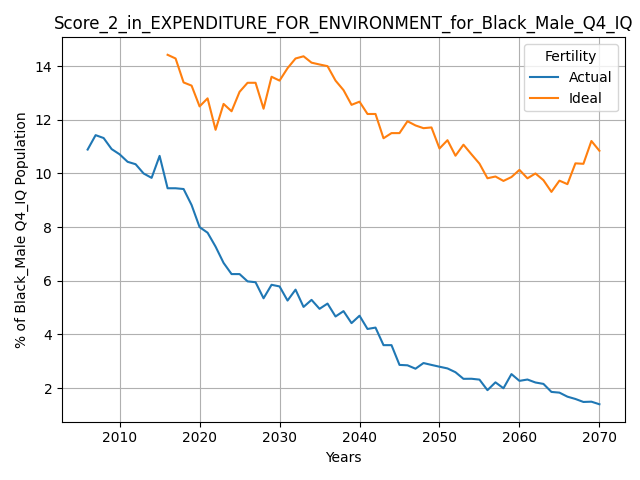 Score_2_in_EXPENDITURE_FOR_ENVIRONMENT_for_Black_Male_Q4_IQ
Fertility
Actual
Ideal
% of Black_Male Q4_IQ Population
14
12
10
8
6
4
2
2010 2020 2030 2040 2050 2060 2070
Years